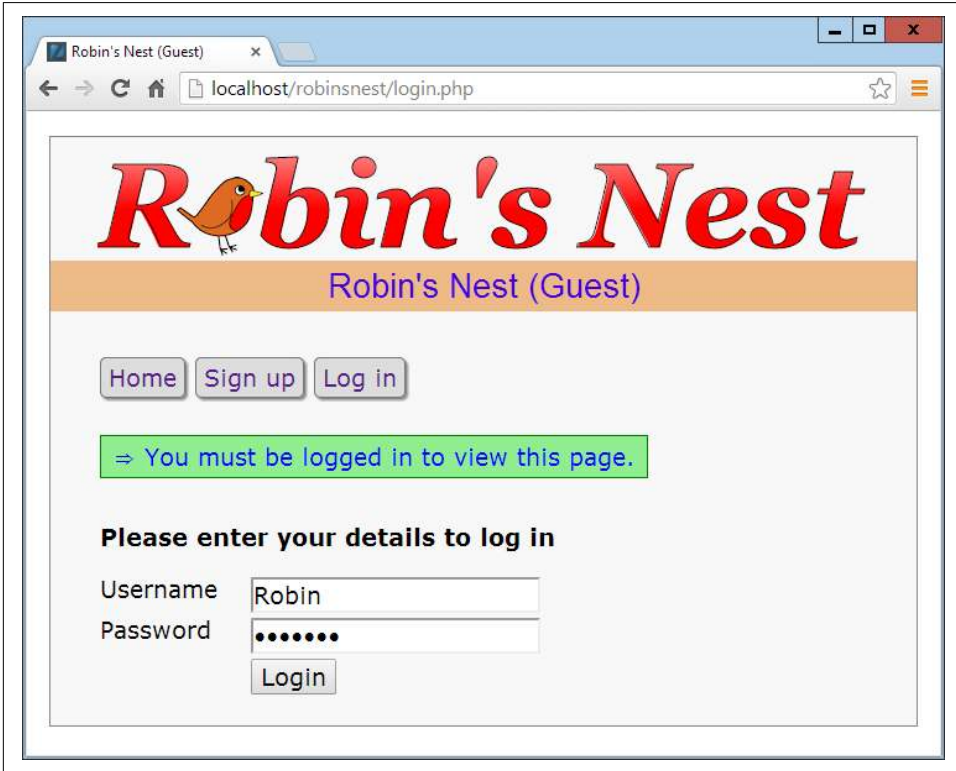 Robin's Nest (Guest)
localhost/robinsnest/login.php
Robin's Nest
Robin's Nest (Guest)
Home Sign up Log in
⇒ You must be logged in to view this page.
Please enter your details to log in
Username Robin
Password •••••••
Login